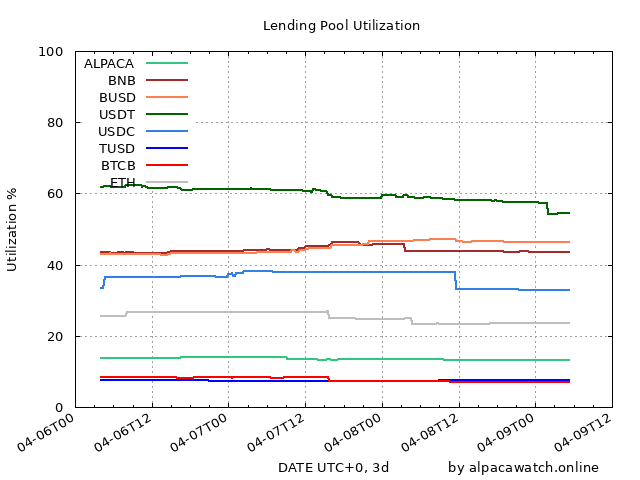 Lending Pool Utilization
Utilization %
100
80
60
40
20
0
ALPACA
BNB
BUSD
USDT
USDC
TUSD
BTCB
ETH
04-06T00
04-06T12
04-07T00
04-07T12
04-08T00
04-08T12
04-09T00
04-09T12
DATE UTC+0, 3d
by alpacawatch.online